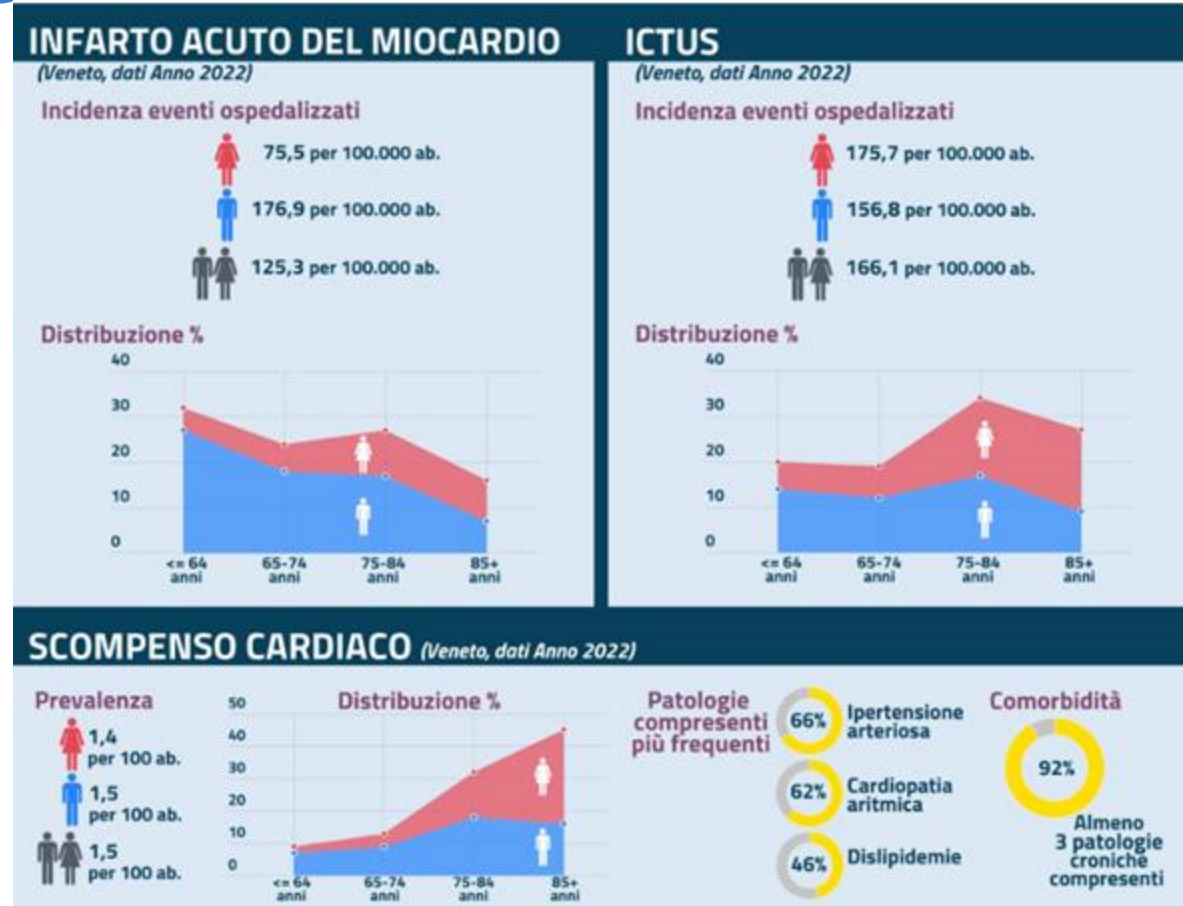 INFARTO ACUTO DEL MIOCARDIO
(Veneto, dati Anno 2022)
Incidenza eventi ospedalizzati
75,5 per 100.000 ab.
176,9 per 100.000 ab.
125,3 per 100.000 ab.
Distribuzione %
40
30
20
10
0
<= 64 anni
65-74 anni
75-84 anni
85+ anni
ICTUS
(Veneto, dati Anno 2022)
Incidenza eventi ospedalizzati
175,7 per 100.000 ab.
156,8 per 100.000 ab.
166,1 per 100.000 ab.
Distribuzione %
40
30
20
10
0
<= 64 anni
65-74 anni
75-84 anni
85+ anni
SCOMPENSO CARDIACO (Veneto, dati Anno 2022)
Prevalenza
1,4
per 100 ab.
1,5
per 100 ab.
1,5
per 100 ab.
Distribuzione %
50
40
30
20
10
0
<= 64 anni
65-74 anni
75-84 anni
85+ anni
Patologie
compresenti
più frequenti
66% Ipertensione
arteriosa
62% Cardiopatia
aritmica
46% Dislipidemie
Comorbidità
92%
Almeno
3 patologie
croniche
compresenti